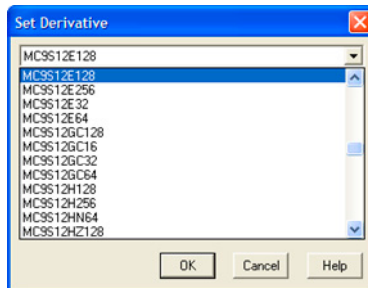 Set Derivative
MC9S12E128
MC9S12E128
MC9S12E256
MC9S12E32
MC9S12E64
MC9S12GC128
MC9S12GC16
MC9S12GC32
MC9S12GC64
MC9S12H128
MC9S12H256
MC9S12HN64
MC9S12HZ128
OK Cancel Help